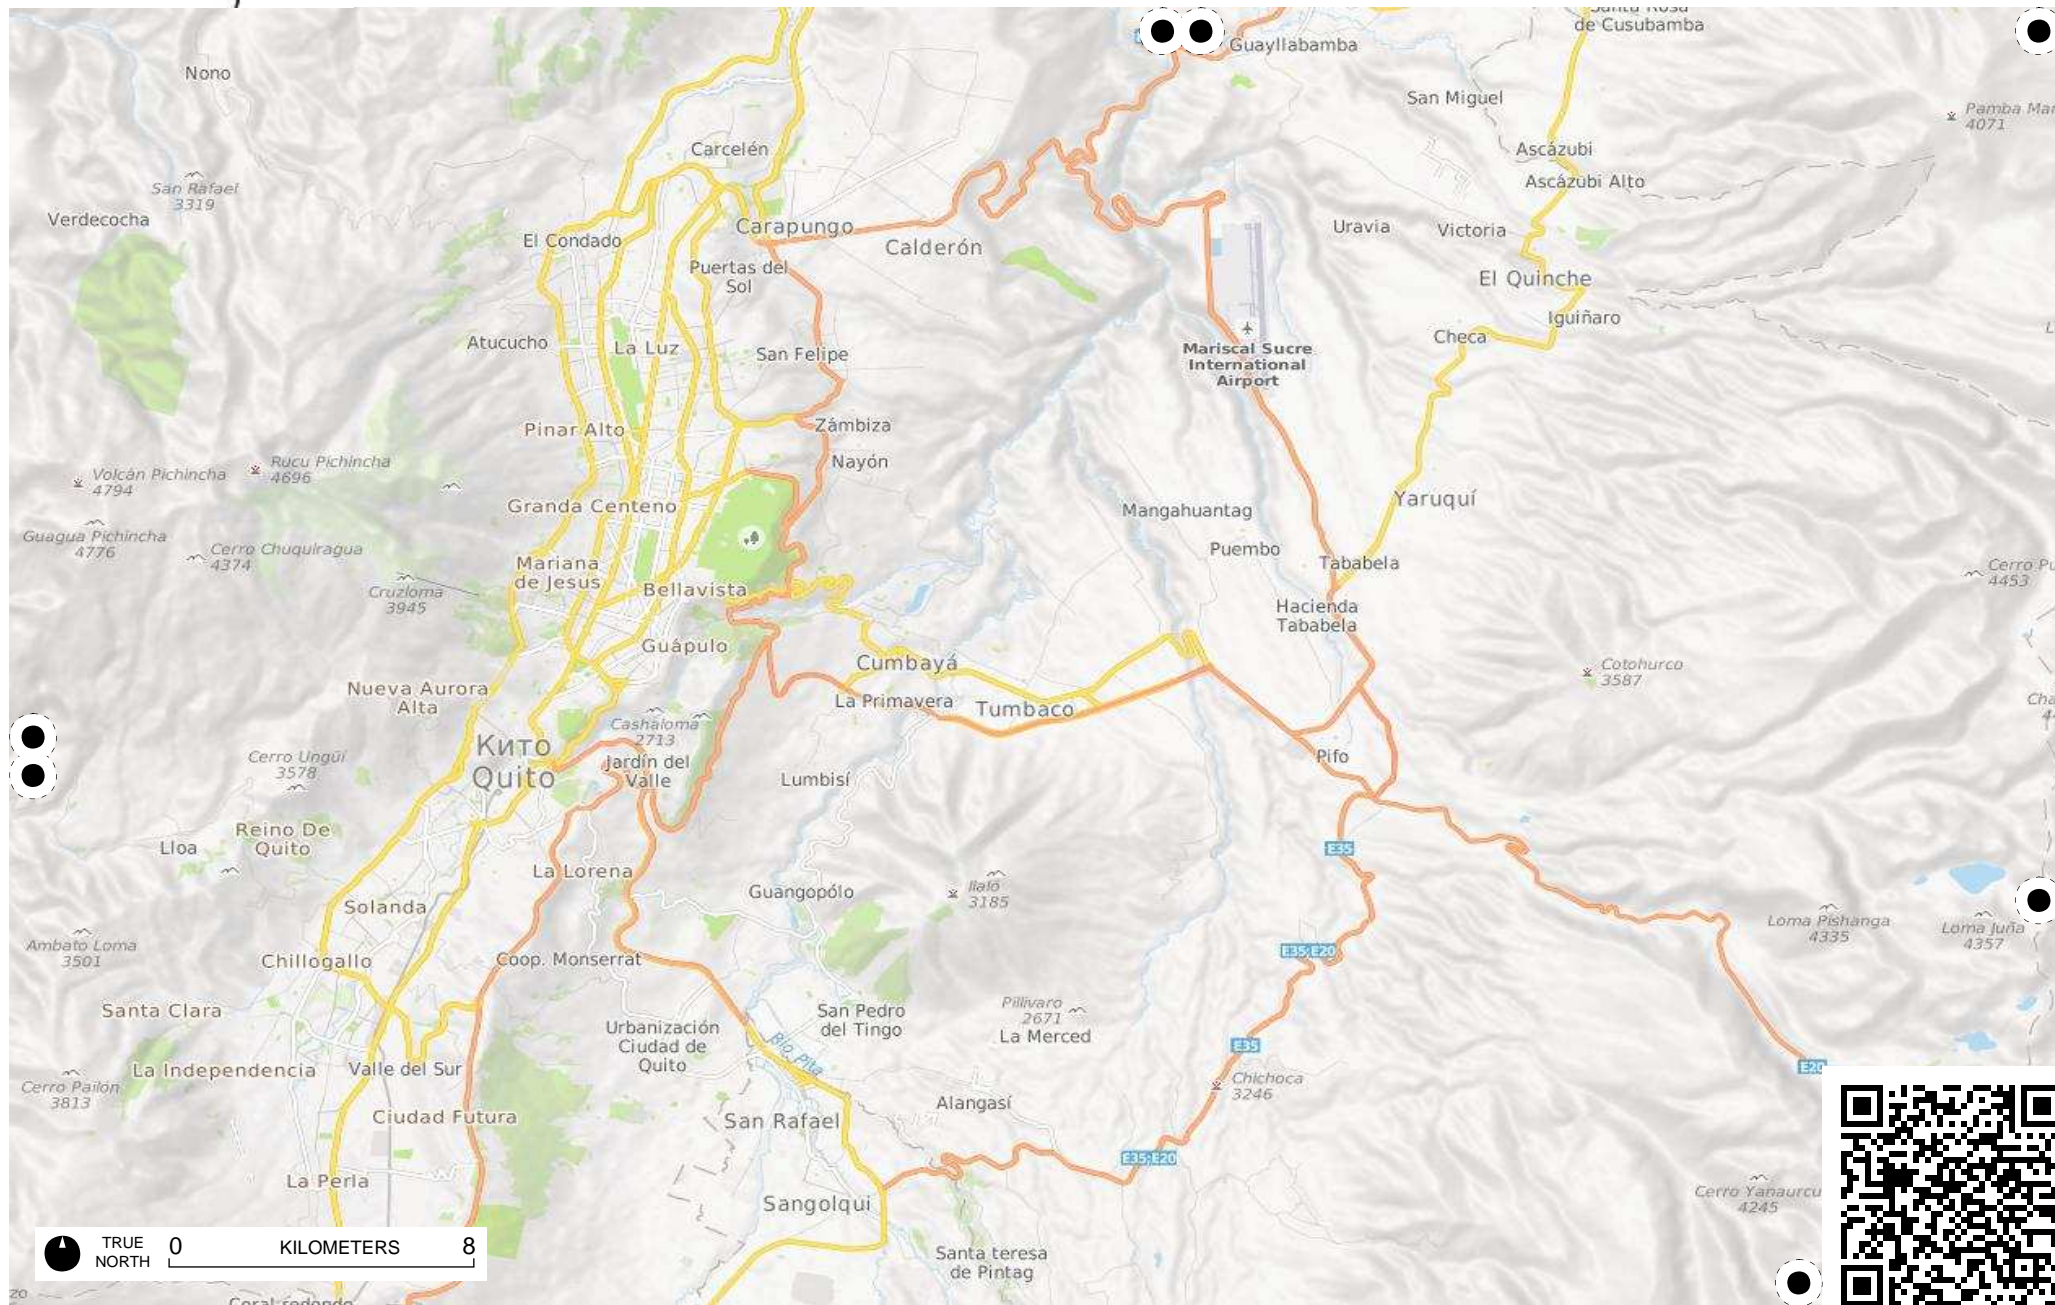 de Cusubamba
Guayllabamba
Nono
San Miguel
4071
Carcelén
Ascázubi
Ascázubi Alto
San Rafael
3319
Verdecocha
Carapungo
Uravia
Victoria
El Condado
Calderón
Puertas del
Sol
El Quinche
Iguiñaro
Checa
Atucucho
La Luz
San Felipe
Mariscal Sucre
International
Airport
Pinar Alto
Zámbiza
Nayón
Rucu Pichincha
4696
Volcán Pichincha
4794
Granda Centeno
Yaruquí
Mangahuantag
Guagua Pichincha
4776
Cerro Chuquiragua
4374
Puembo
Tababela
Mariana
de Jesus
Bellavista
4453
Cruzloma
3945
Hacienda
Tababela
Guápulo
Cumbayá
Cotohurco
3587
Nueva Aurora
Alta
La Primavera
Tumbaco
Cashaloma
2713
Кито
Quito
Cerro Ungüí
3578
Jardín del
Valle
Lumbisí
Pifo
Reino De
Quito
Lloa
E35
La Lorena
Guangopólo
Ilaló
3185
Solanda
Loma Pishanga
4335
Loma Juña
4357
Ambato Loma
3501
Chillogallo
Coop. Monserrat
E35;E20
Santa Clara
San Pedro
del Tingo
Pillivaro
2671
La Merced
Urbanización
Ciudad de
Quito
Río Pita
E35
La Independencia
Valle del Sur
E20
Cerro Pailón
3813
Chichoca
3246
Ciudad Futura
Alangasí
San Rafael
E35;E20
La Perla
Sangolqui
Cerro Yanaurcu
4245
TRUE
NORTH
0 KILOMETERS 8
Santa teresa
de Pintag